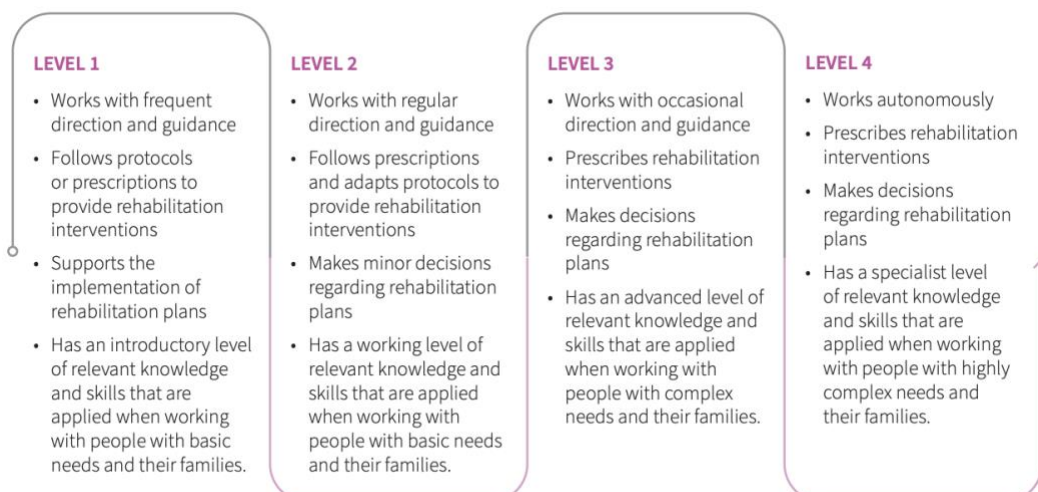 LEVEL 1
• Works with frequent
direction and guidance
• Follows protocols
or prescriptions to
provide rehabilitation
interventions
• Supports the
implementation of
rehabilitation plans
• Has an introductory level
of relevant knowledge
and skills that are
applied when working
with people with basic
needs and their families.
LEVEL 2
• Works with regular
direction and guidance
• Follows prescriptions
and adapts protocols to
provide rehabilitation
interventions
• Makes minor decisions
regarding rehabilitation
plans
• Has a working level of
relevant knowledge and
skills that are applied
when working with
people with basic needs
and their families.
LEVEL 3
• Works with occasional
direction and guidance
• Prescribes rehabilitation
interventions
• Makes decisions
regarding rehabilitation
plans
• Has an advanced level of
relevant knowledge and
skills that are applied
when working with
people with complex
needs and their families.
LEVEL 4
• Works autonomously
• Prescribes rehabilitation
interventions
• Makes decisions
regarding rehabilitation
plans
• Has a specialist level
of relevant knowledge
and skills that are
applied when working
with people with highly
complex needs and
their families.